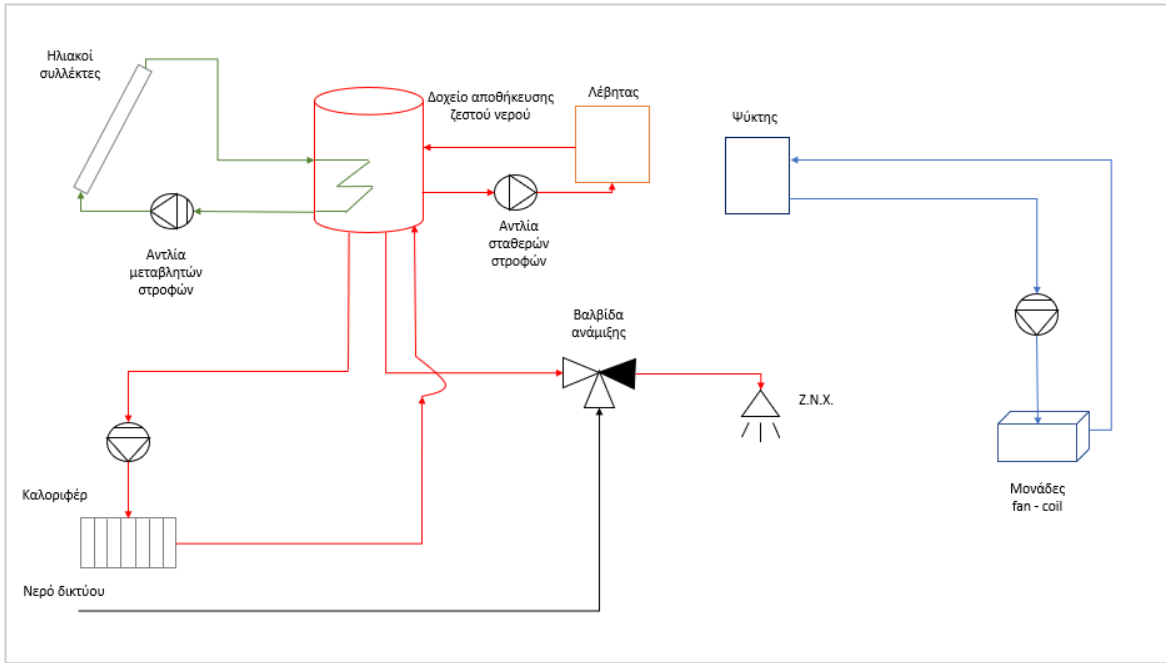 Ηλιακοί
συλλέκτες
Δοχείο αποθήκευσης
ζεστού νερού
Λέβητας
Ψύκτης
Αντλία
μεταβλητών
στροφών
Αντλία
σταθερών
στροφών
Βαλβίδα
ανάμιξης
Ζ.Ν.Χ.
Καλοριφέρ
Μονάδες
fan - coil
Νερό δικτύου